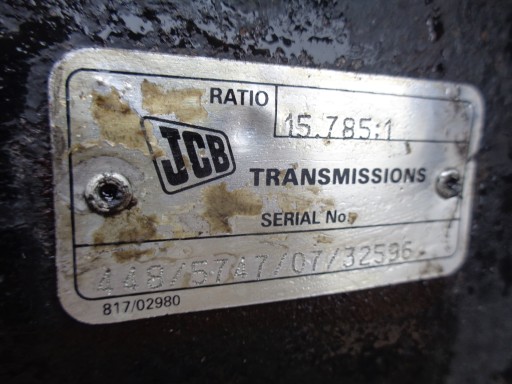 RATIO 15.785:1
JCB
TRANSMISSIONS
SERIAL No.
448/5747/07/32596
817/02980